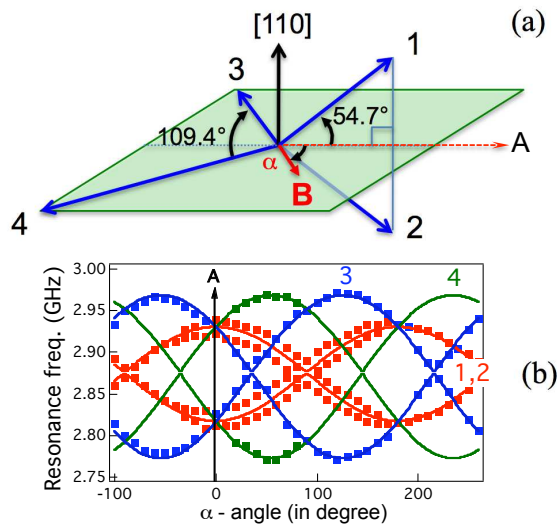 (a)
[110]
1
3
54.7°
109.4°
A
α
B
4
2
(b)
Resonance freq. (GHz)
3.00
2.95
2.90
2.85
2.80
2.75
A
3
4
1,2
-100
0
100
200
α - angle (in degree)